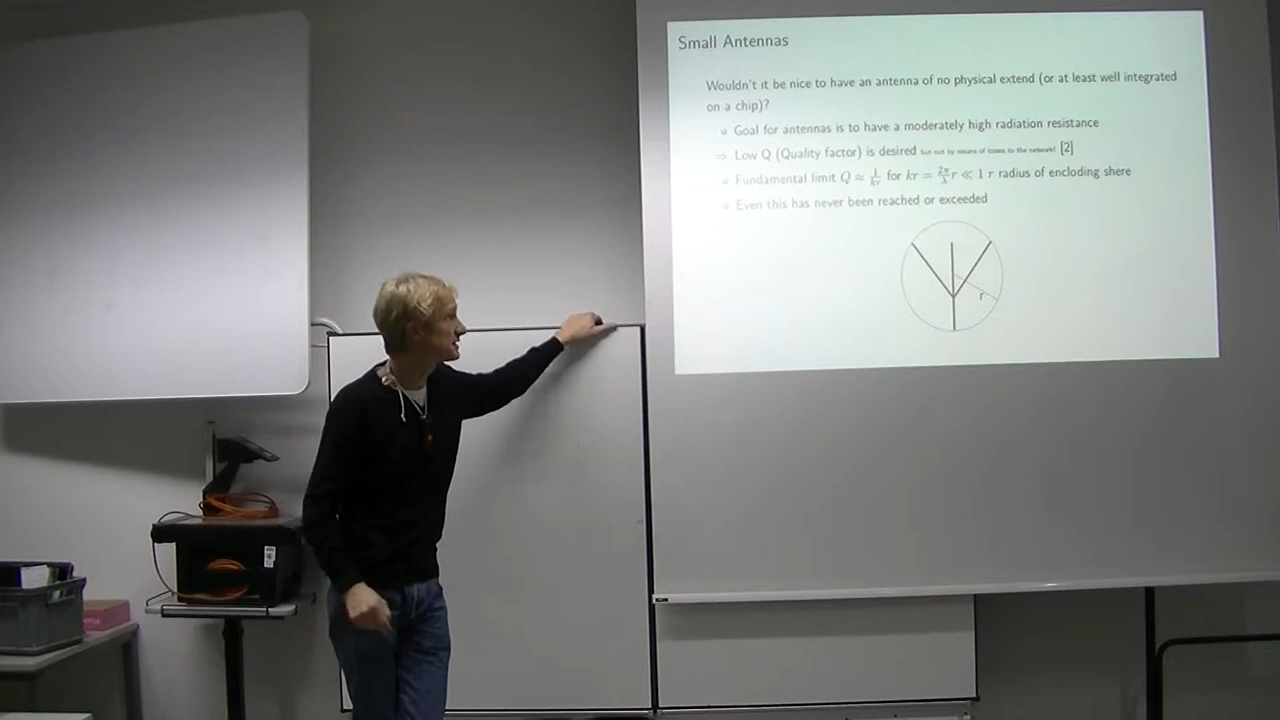 Small Antennas
Wouldn't it be nice to have an antenna of no physical extend (or at least well integrated
on a chip)?
Goal for antennas is to have a moderately high radiation resistance
⇒ Low Q (Quality factor) is desired but not by means of losses to the network! [2]
Fundamental limit Q ≈ 1/kr for kr = 2π/λ r ≪ 1 r radius of encloding shere
Even this has never been reached or exceeded
r